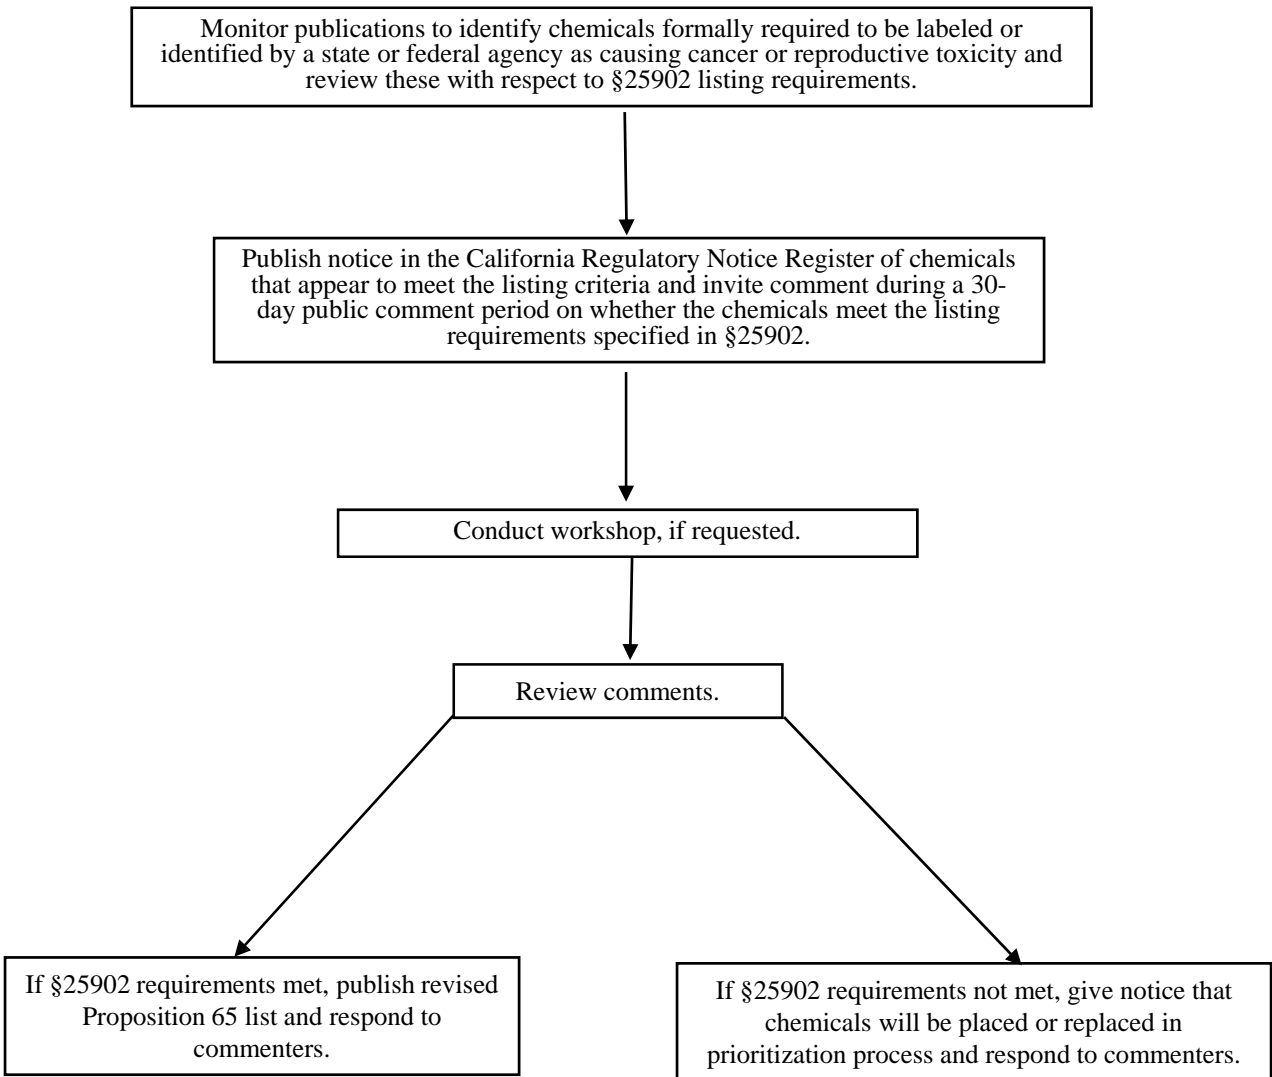 Monitor publications to identify chemicals formally required to be labeled or
identified by a state or federal agency as causing cancer or reproductive toxicity and
review these with respect to §25902 listing requirements.
Publish notice in the California Regulatory Notice Register of chemicals
that appear to meet the listing criteria and invite comment during a 30-
day public comment period on whether the chemicals meet the listing
requirements specified in §25902.
Conduct workshop, if requested.
Review comments.
If §25902 requirements met, publish revised
Proposition 65 list and respond to
commenters.
If §25902 requirements not met, give notice that
chemicals will be placed or replaced in
prioritization process and respond to commenters.